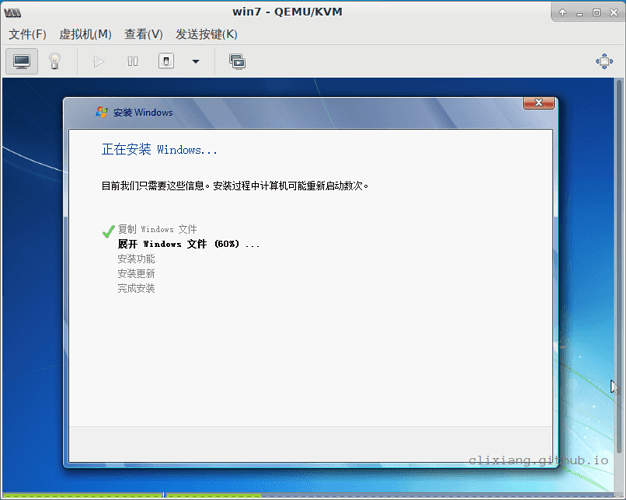 win7 - QEMU/KVM
文件(F) 虚拟机(M) 查看(V) 发送按键(K)
安装 Windows
正在安装 Windows...
目前我们只需要这些信息。安装过程中计算机可能重新启动数次。
复制 Windows 文件
展开 Windows 文件 (60%) ...
安装功能
安装更新
完成安装
clixiang.github.io